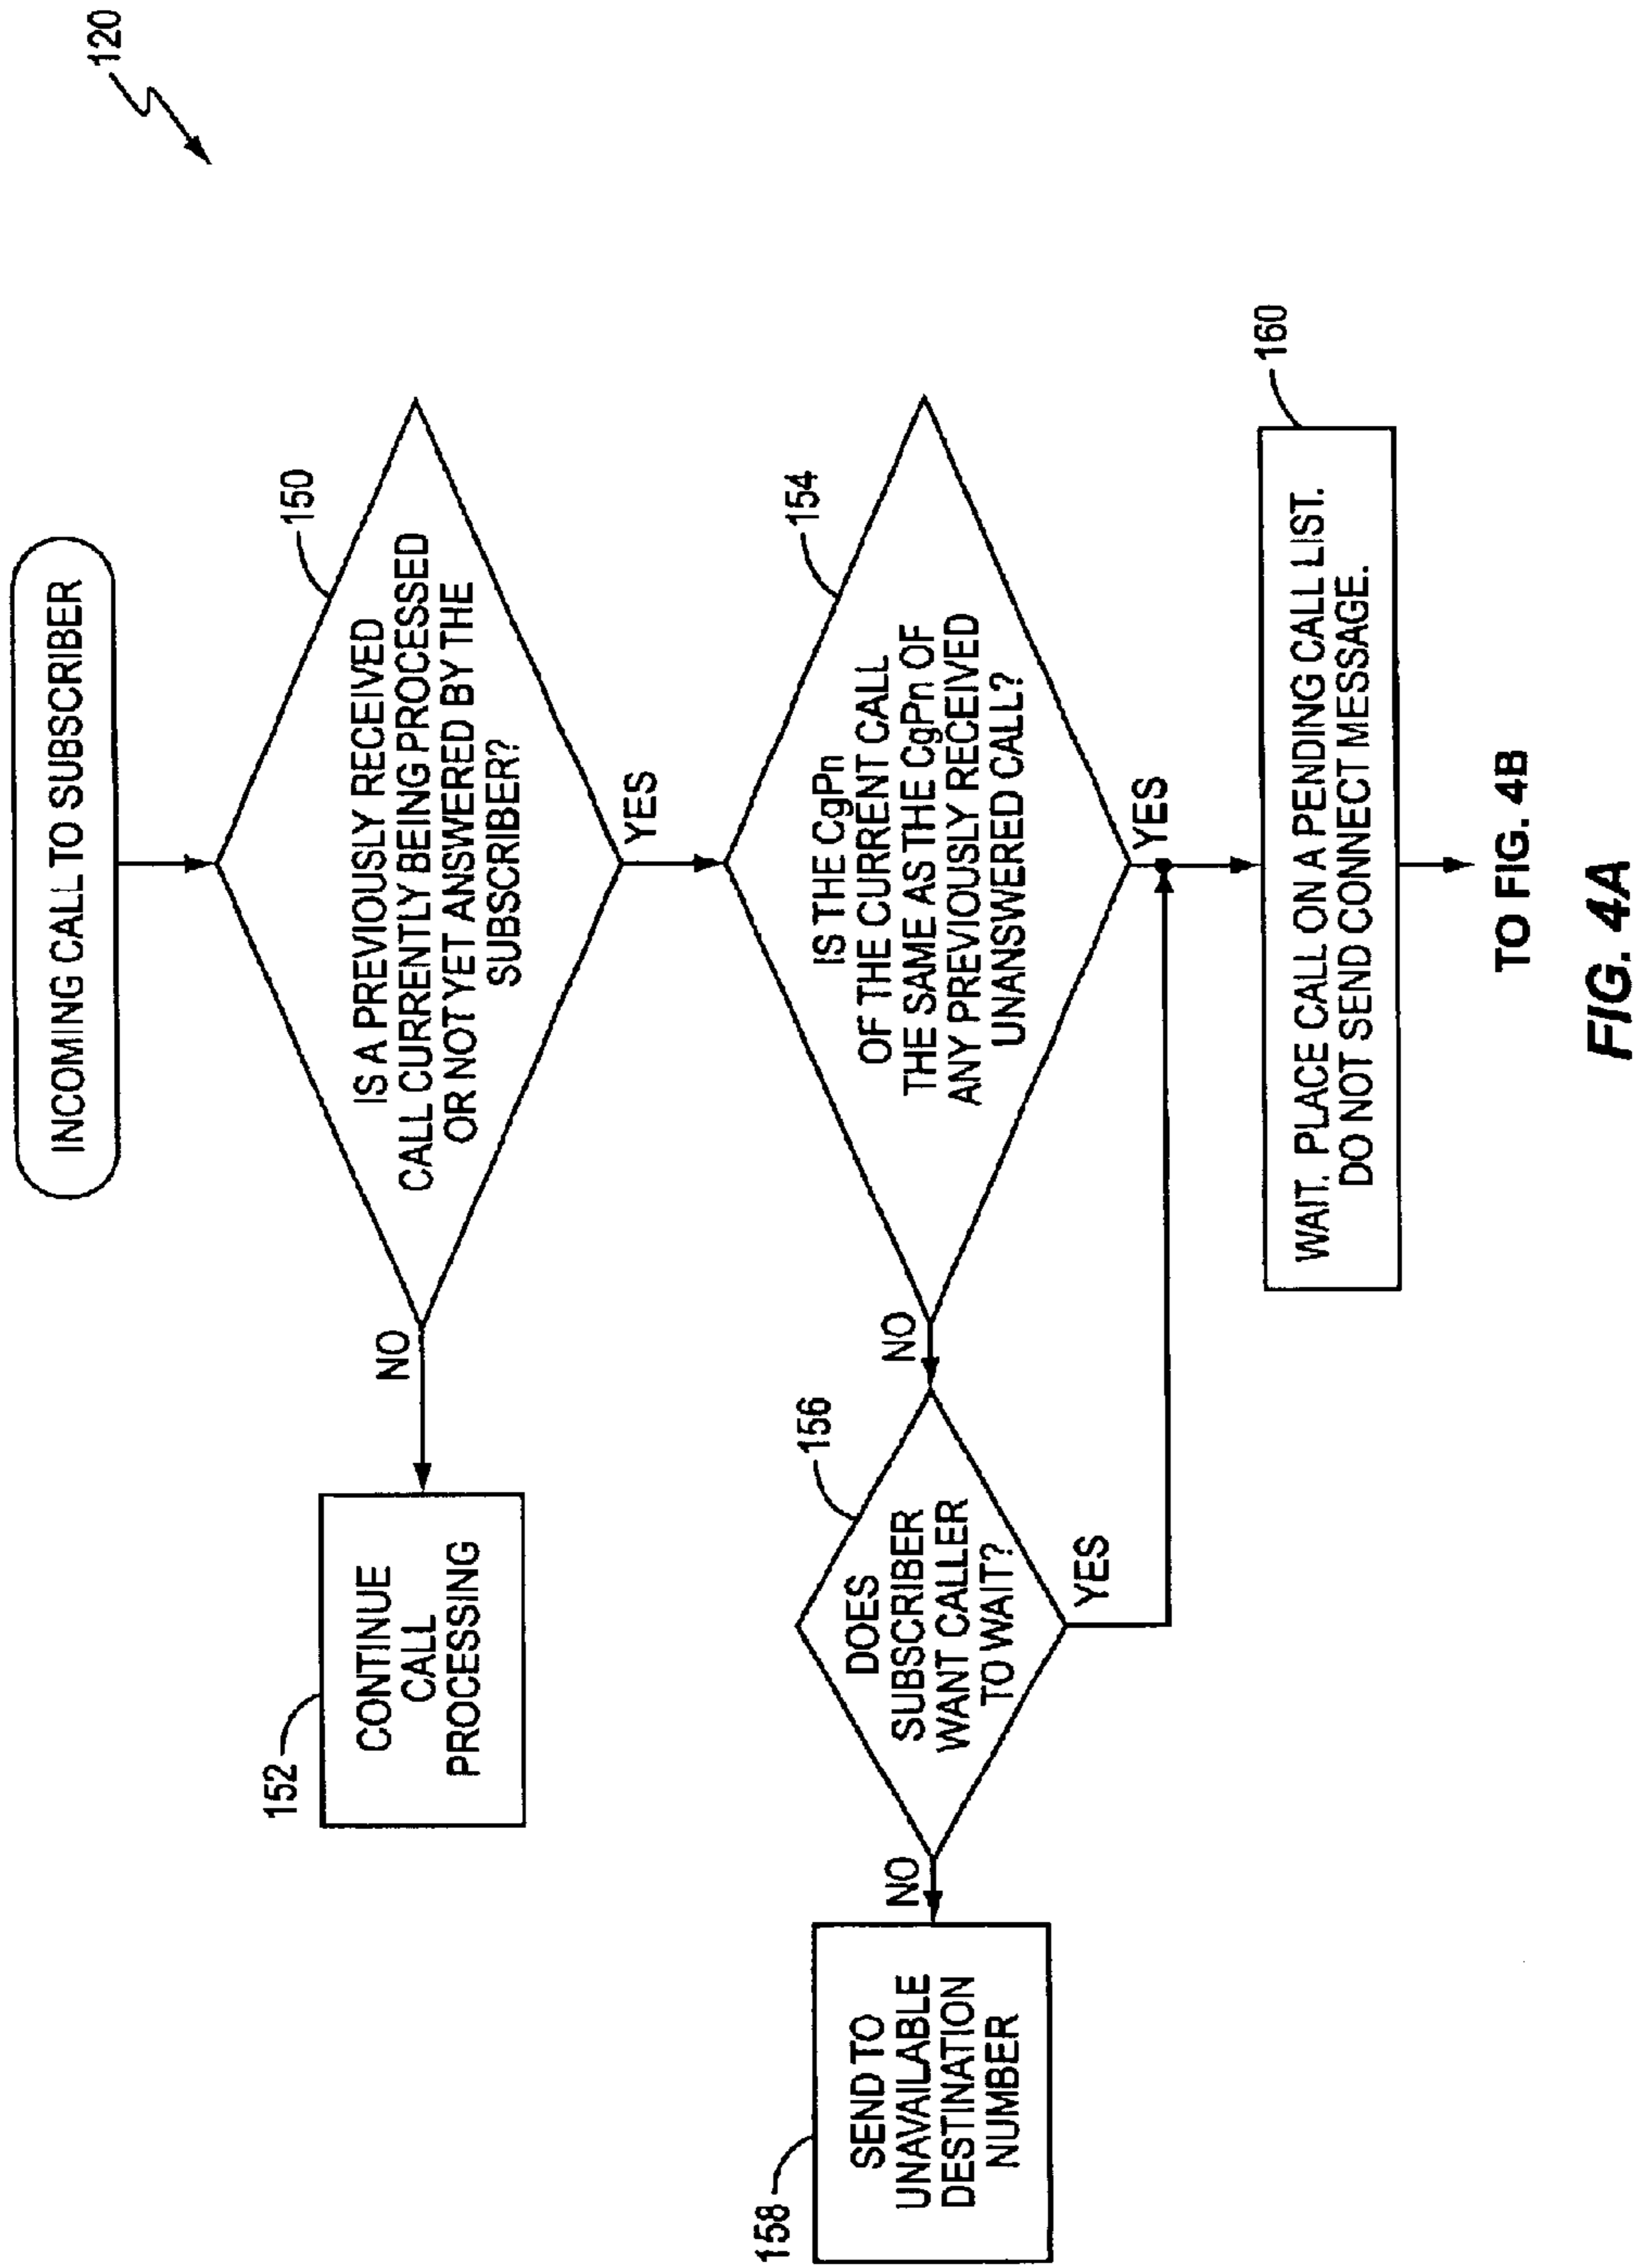 120
INCOMING CALL TO SUBSCRIBER
150
IS A PREVIOUSLY RECEIVED
CALL CURRENTLY BEING PROCESSED
OR NOT YET ANSWERED BY THE
SUBSCRIBER?
NO
YES
152
CONTINUE
CALL
PROCESSING
154
IS THE CgPn
OF THE CURRENT CALL
THE SAME AS THE CgPn OF
ANY PREVIOUSLY RECEIVED
UNANSWERED CALL?
NO
YES
156
DOES
SUBSCRIBER
WANT CALLER
TO WAIT?
NO
YES
158
SEND TO
UNAVAILABLE
DESTINATION
NUMBER
160
WAIT. PLACE CALL ON A PENDING CALL LIST.
DO NOT SEND CONNECT MESSAGE.
TO FIG. 4B
FIG. 4A